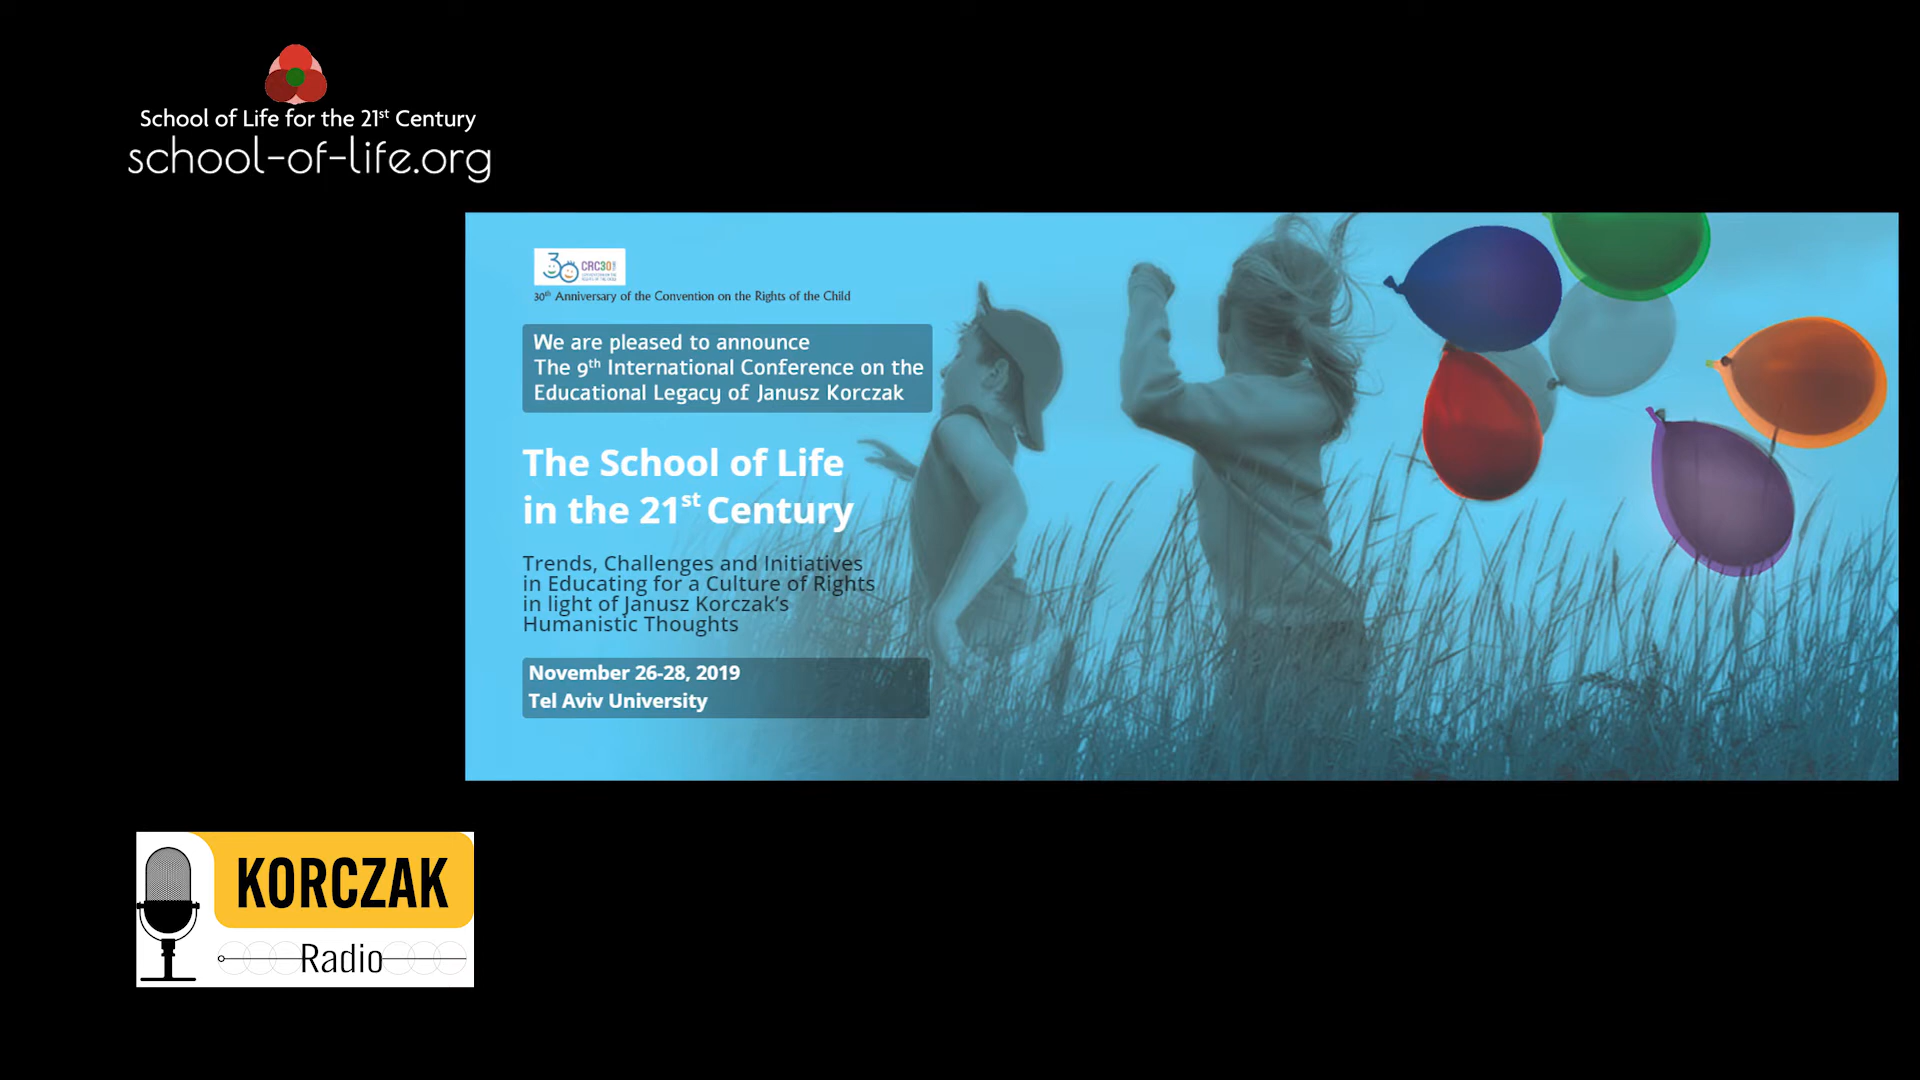 School of Life for the 21st Century
school-of-life.org
30 CRC30
30th Anniversary of the Convention on the Rights of the Child
We are pleased to announce
The 9th International Conference on the
Educational Legacy of Janusz Korczak
The School of Life
in the 21st Century
Trends, Challenges and Initiatives
in Educating for a Culture of Rights
in light of Janusz Korczak's
Humanistic Thoughts
November 26-28, 2019
Tel Aviv University
KORCZAK
Radio